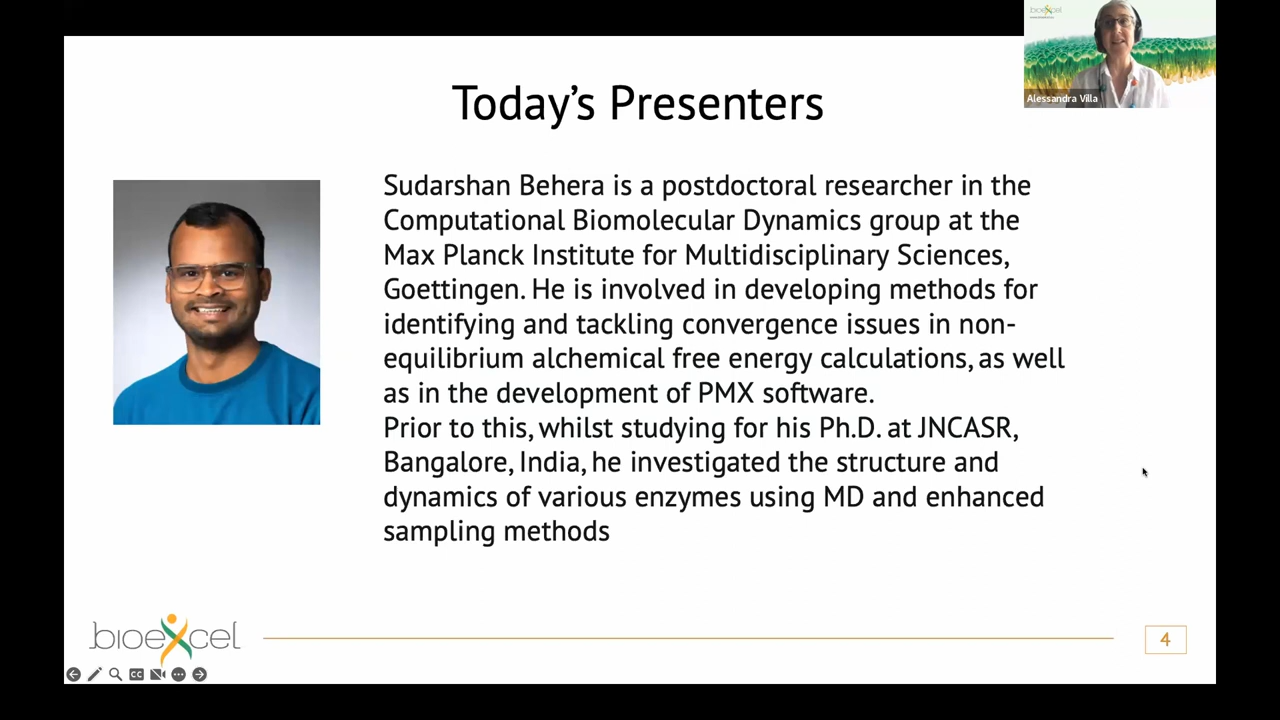 bioexcel
Alessandra Villa
Today's Presenters
Sudarshan Behera is a postdoctoral researcher in the
Computational Biomolecular Dynamics group at the
Max Planck Institute for Multidisciplinary Sciences,
Goettingen. He is involved in developing methods for
identifying and tackling convergence issues in non-
equilibrium alchemical free energy calculations, as well
as in the development of PMX software.
Prior to this, whilst studying for his Ph.D. at JNCASR,
Bangalore, India, he investigated the structure and
dynamics of various enzymes using MD and enhanced
sampling methods
bioexcel
4
CC